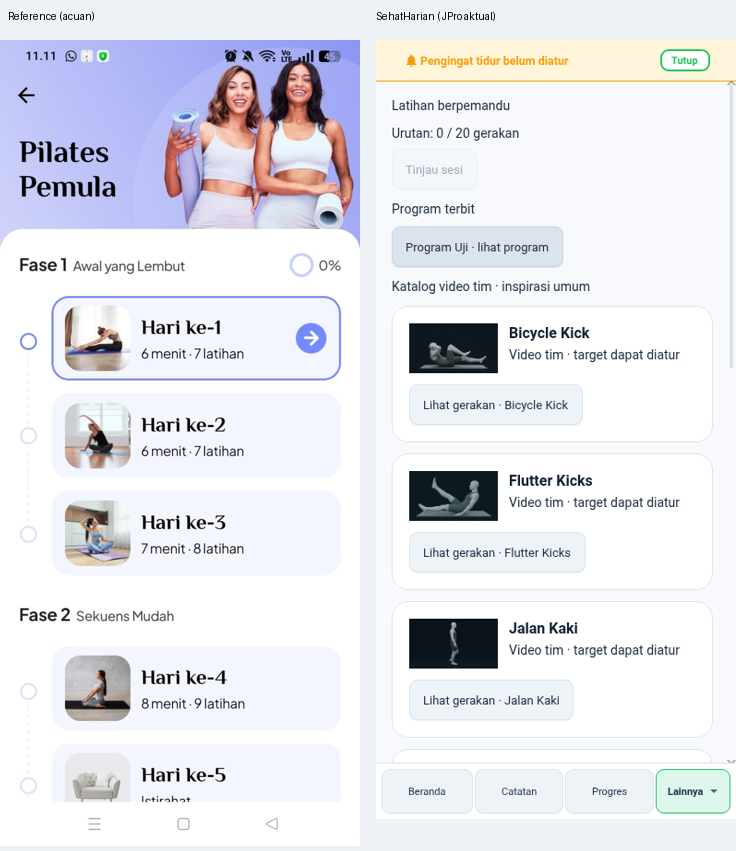 Reference (acuan)
11.11
Vo LTE
45
Pilates
Pemula
Fase 1 Awal yang Lembut
0%
Hari ke-1
6 menit · 7 latihan
Hari ke-2
6 menit · 7 latihan
Hari ke-3
7 menit · 8 latihan
Fase 2 Sekuens Mudah
Hari ke-4
8 menit · 9 latihan
Hari ke-5
Istirahat
SehatHarian (JPro aktual)
Pengingat tidur belum diatur
Tutup
Latihan berpemandu
Urutan: 0 / 20 gerakan
Tinjau sesi
Program terbit
Program Uji · lihat program
Katalog video tim · inspirasi umum
Bicycle Kick
Video tim · target dapat diatur
Lihat gerakan · Bicycle Kick
Flutter Kicks
Video tim · target dapat diatur
Lihat gerakan · Flutter Kicks
Jalan Kaki
Video tim · target dapat diatur
Lihat gerakan · Jalan Kaki
Beranda
Catatan
Progres
Lainnya